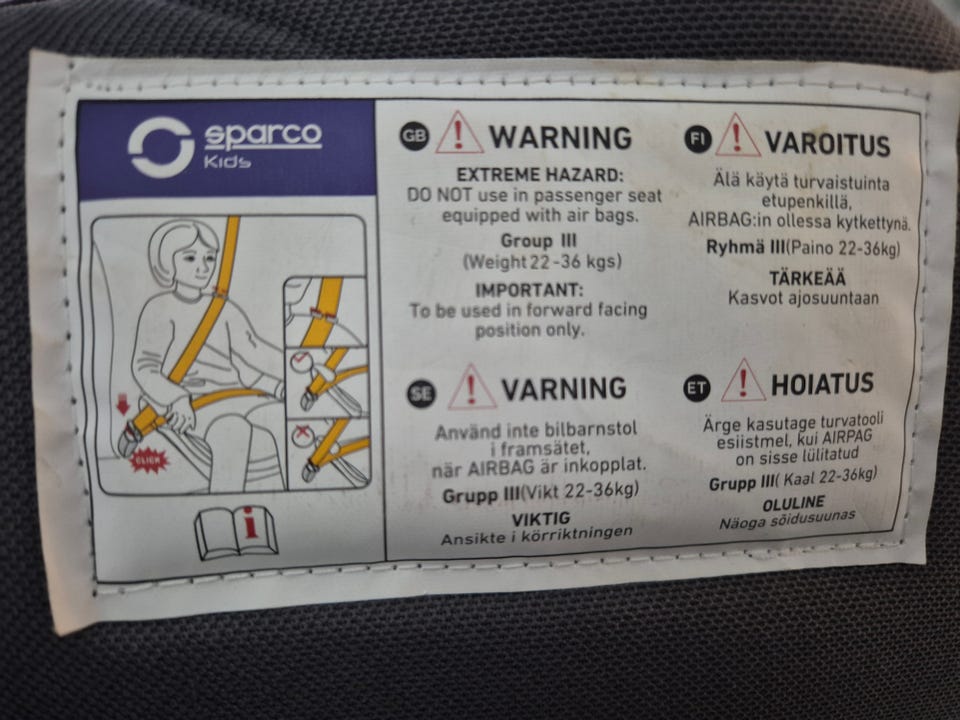 sparco
Kids
CLICK
i
GB WARNING
EXTREME HAZARD:
DO NOT use in passenger seat
equipped with air bags.
Group III
(Weight 22-36 kgs)
IMPORTANT:
To be used in forward facing
position only.
FI VAROITUS
Älä käytä turvaistuinta
etupenkillä,
AIRBAG:in ollessa kytkettynä.
Ryhmä III(Paino 22-36kg)
TÄRKEÄÄ
Kasvot ajosuuntaan
SE VARNING
Använd inte bilbarnstol
i framsätet,
när AIRBAG är inkopplat.
Grupp III(Vikt 22-36kg)
VIKTIG
Ansikte i körriktningen
ET HOIATUS
Ärge kasutage turvatooli
esiistmel, kui AIRPAG
on sisse lülitatud
Grupp III( Kaal 22-36kg)
OLULINE
Näoga sõidusuunas